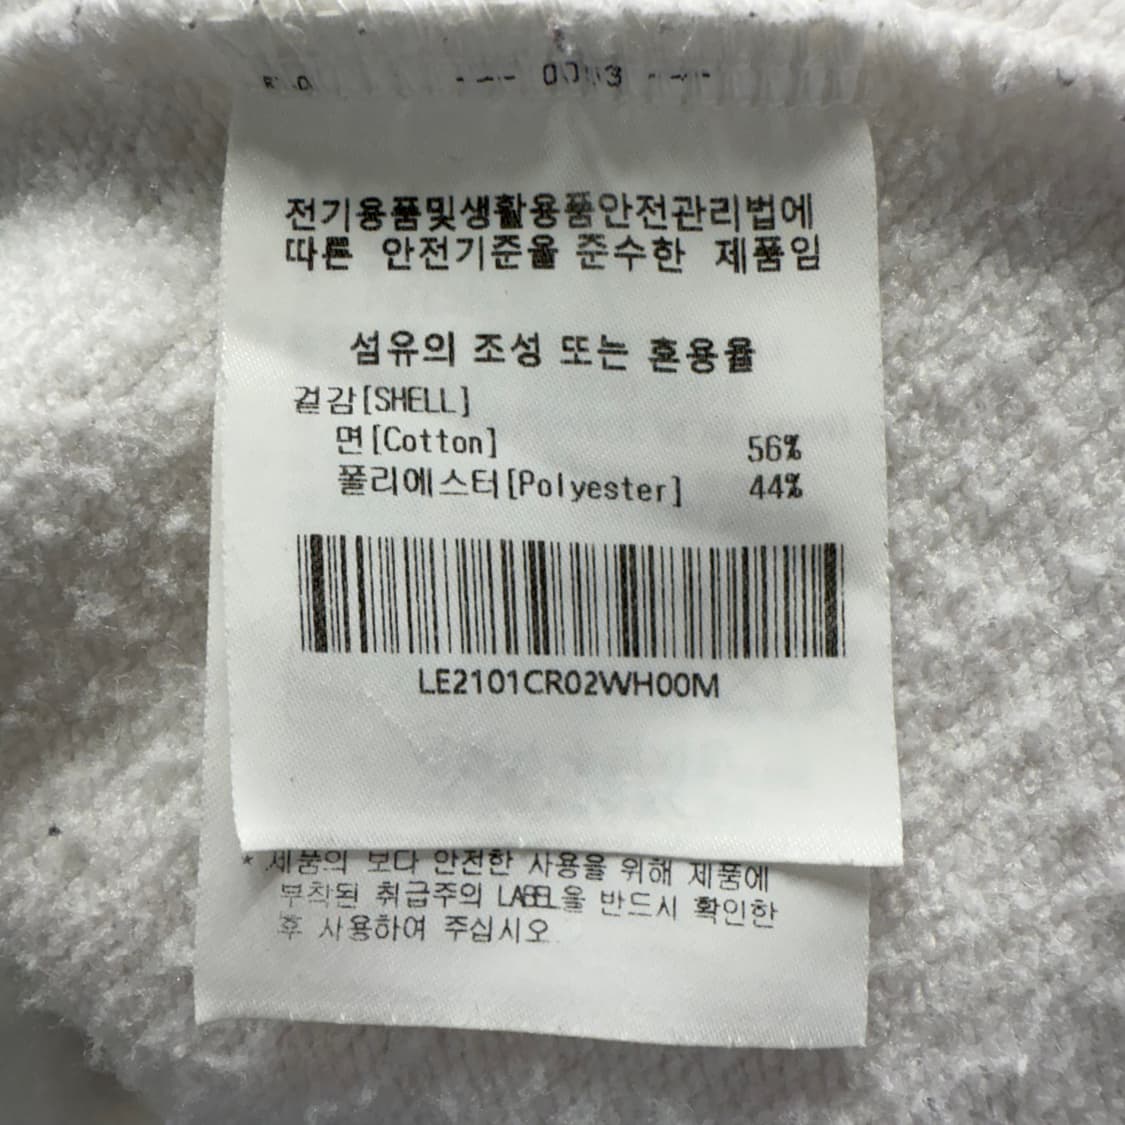 전기용품및생활용품안전관리법에
따른 안전기준을 준수한 제품임
섬유의 조성 또는 혼용율
겉감[SHELL]
면[Cotton] 56%
폴리에스터[Polyester] 44%
LE2101CR02WH00M
* 제품의 보다 안전한 사용을 위해 제품에
부착된 취급주의 LABEL을 반드시 확인한
후 사용하여 주십시오